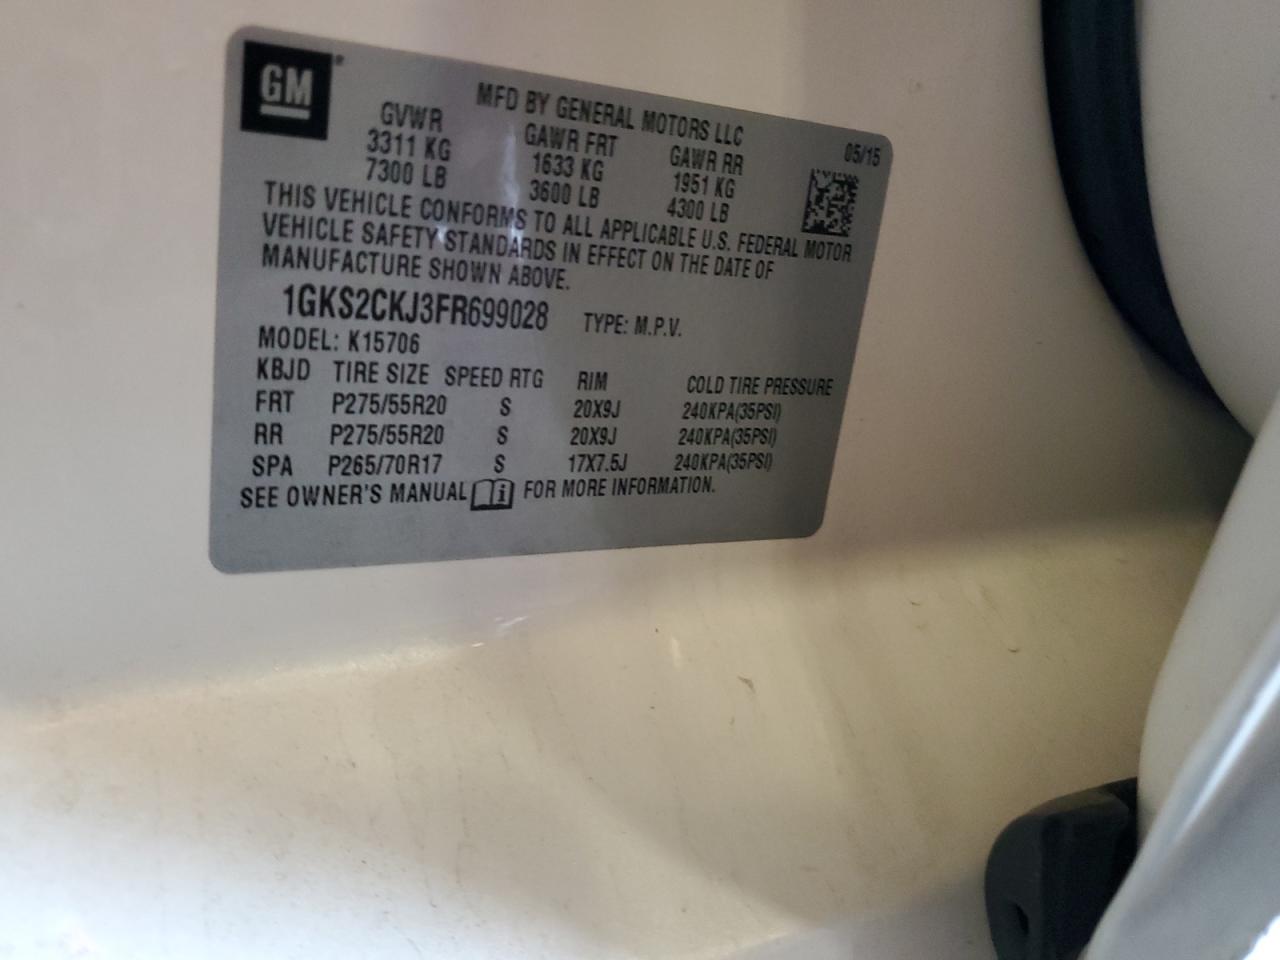 GM
MFD BY GENERAL MOTORS LLC
05/15
GVWR GAWR FRT GAWR RR
3311 KG 1633 KG 1951 KG
7300 LB 3600 LB 4300 LB
THIS VEHICLE CONFORMS TO ALL APPLICABLE U.S. FEDERAL MOTOR
VEHICLE SAFETY STANDARDS IN EFFECT ON THE DATE OF
MANUFACTURE SHOWN ABOVE.
1GKS2CKJ3FR699028 TYPE: M.P.V.
MODEL: K15706
KBJD TIRE SIZE SPEED RTG RIM COLD TIRE PRESSURE
FRT P275/55R20 S 20X9J 240KPA(35PSI)
RR P275/55R20 S 20X9J 240KPA(35PSI)
SPA P265/70R17 S 17X7.5J 240KPA(35PSI)
SEE OWNER'S MANUAL i FOR MORE INFORMATION.